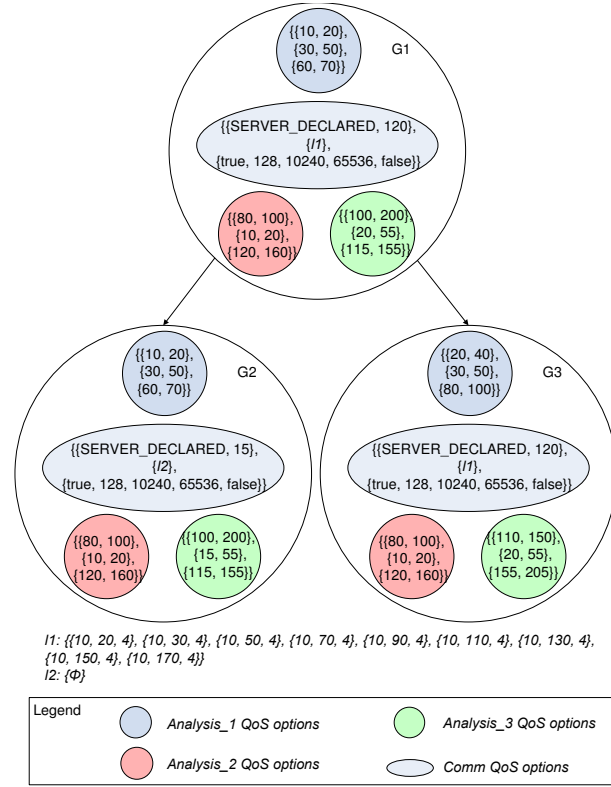 {{10, 20},
{30, 50},
{60, 70}}
G1
{{SERVER_DECLARED, 120},
{I1},
{true, 128, 10240, 65536, false}}
{{80, 100},
{10, 20},
{120, 160}}
{{100, 200},
{20, 55},
{115, 155}}
{{10, 20},
{30, 50},
{60, 70}}
G2
{{SERVER_DECLARED, 15},
{I2},
{true, 128, 10240, 65536, false}}
{{80, 100},
{10, 20},
{120, 160}}
{{100, 200},
{15, 55},
{115, 155}}
{{20, 40},
{30, 50},
{80, 100}}
G3
{{SERVER_DECLARED, 120},
{I1},
{true, 128, 10240, 65536, false}}
{{80, 100},
{10, 20},
{120, 160}}
{{110, 150},
{20, 55},
{155, 205}}
I1: {{10, 20, 4}, {10, 30, 4}, {10, 50, 4}, {10, 70, 4}, {10, 90, 4}, {10, 110, 4}, {10, 130, 4},
{10, 150, 4}, {10, 170, 4}}
I2: {Φ}
Legend
Analysis_1 QoS options
Analysis_3 QoS options
Analysis_2 QoS options
Comm QoS options